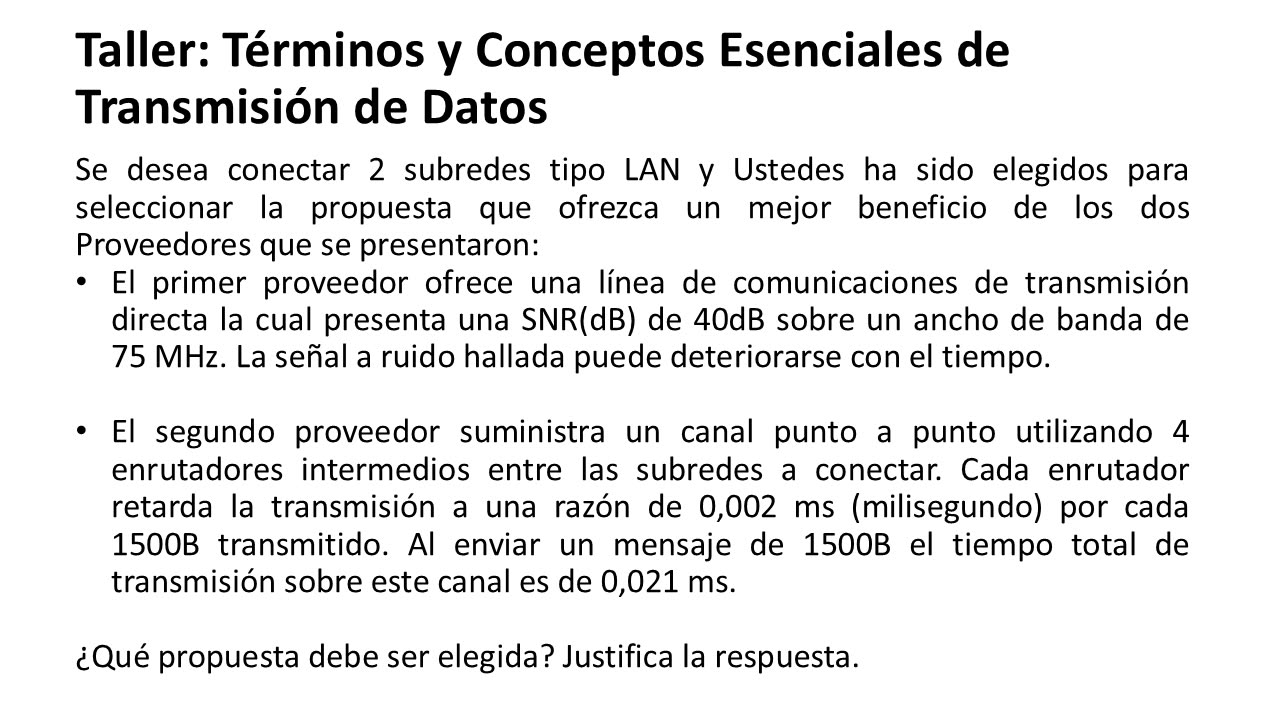 Taller: Términos y Conceptos Esenciales de
Transmisión de Datos
Se desea conectar 2 subredes tipo LAN y Ustedes ha sido elegidos para
seleccionar la propuesta que ofrezca un mejor beneficio de los dos
Proveedores que se presentaron:
• El primer proveedor ofrece una línea de comunicaciones de transmisión
directa la cual presenta una SNR(dB) de 40dB sobre un ancho de banda de
75 MHz. La señal a ruido hallada puede deteriorarse con el tiempo.
• El segundo proveedor suministra un canal punto a punto utilizando 4
enrutadores intermedios entre las subredes a conectar. Cada enrutador
retarda la transmisión a una razón de 0,002 ms (milisegundo) por cada
1500B transmitido. Al enviar un mensaje de 1500B el tiempo total de
transmisión sobre este canal es de 0,021 ms.
¿Qué propuesta debe ser elegida? Justifica la respuesta.